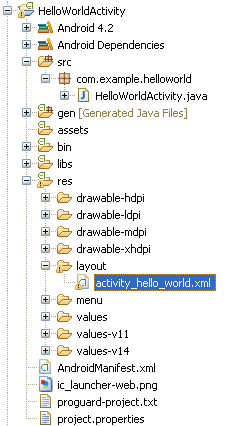 HelloWorldActivity
Android 4.2
Android Dependencies
src
com.example.helloworld
HelloWorldActivity.java
gen [Generated Java Files]
assets
bin
libs
res
drawable-hdpi
drawable-ldpi
drawable-mdpi
drawable-xhdpi
layout
activity_hello_world.xml
menu
values
values-v11
values-v14
AndroidManifest.xml
ic_launcher-web.png
proguard-project.txt
project.properties